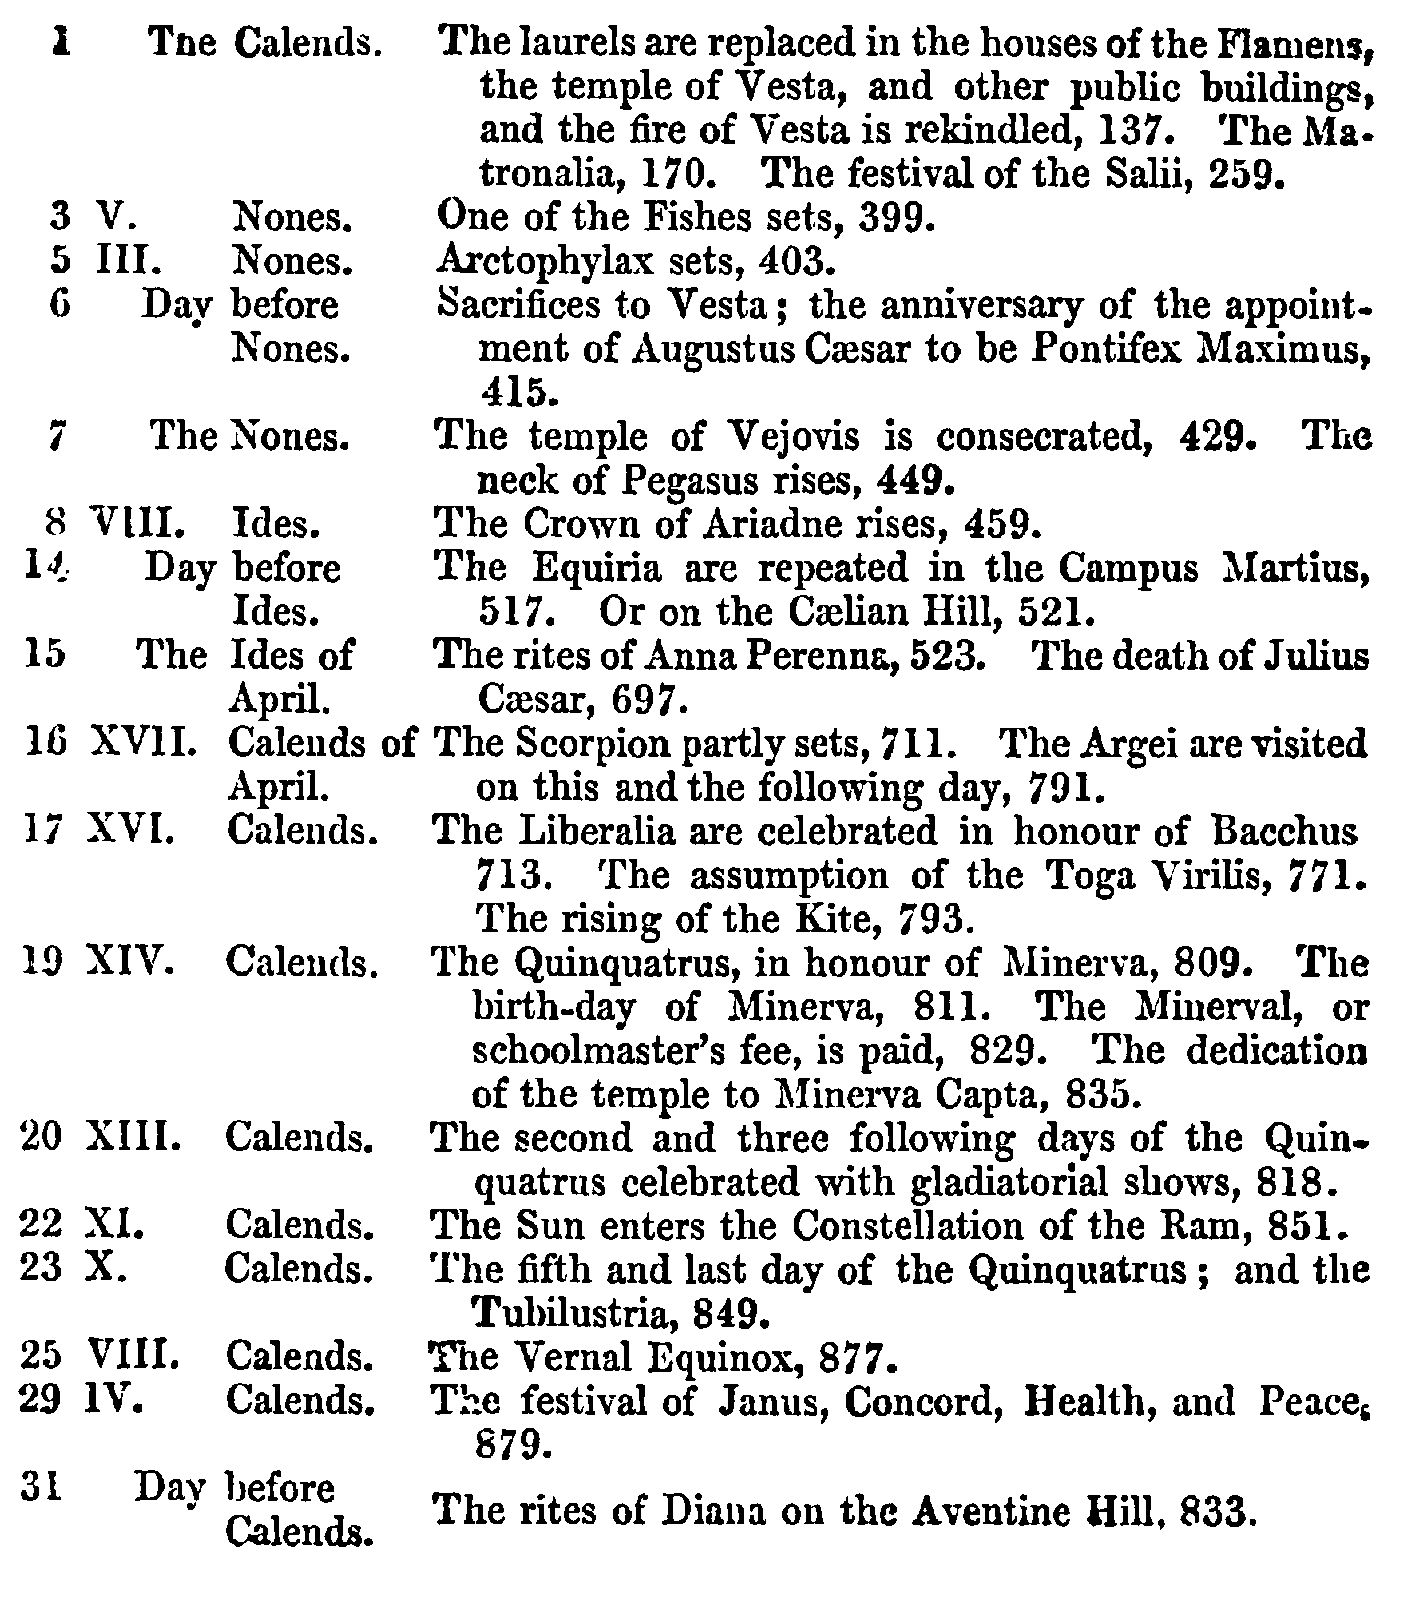 1 The Calends. The laurels are replaced in the houses of the Flamens,
the temple of Vesta, and other public buildings,
and the fire of Vesta is rekindled, 137. The Ma-
tronalia, 170. The festival of the Salii, 259.
3 V. Nones. One of the Fishes sets, 399.
5 III. Nones. Arctophylax sets, 403.
6 Day before Sacrifices to Vesta; the anniversary of the appoint-
Nones. ment of Augustus Cæsar to be Pontifex Maximus,
415.
7 The Nones. The temple of Vejovis is consecrated, 429. The
neck of Pegasus rises, 449.
8 VIII. Ides. The Crown of Ariadne rises, 459.
14 Day before The Equiria are repeated in the Campus Martius,
Ides. 517. Or on the Cælian Hill, 521.
15 The Ides of The rites of Anna Perenna, 523. The death of Julius
April. Cæsar, 697.
16 XVII. Calends of The Scorpion partly sets, 711. The Argei are visited
April. on this and the following day, 791.
17 XVI. Calends. The Liberalia are celebrated in honour of Bacchus
713. The assumption of the Toga Virilis, 771.
The rising of the Kite, 793.
19 XIV. Calends. The Quinquatrus, in honour of Minerva, 809. The
birth-day of Minerva, 811. The Minerval, or
schoolmaster's fee, is paid, 829. The dedication
of the temple to Minerva Capta, 835.
20 XIII. Calends. The second and three following days of the Quin-
quatrus celebrated with gladiatorial shows, 818.
22 XI. Calends. The Sun enters the Constellation of the Ram, 851.
23 X. Calends. The fifth and last day of the Quinquatrus; and the
Tubilustria, 849.
25 VIII. Calends. The Vernal Equinox, 877.
29 IV. Calends. The festival of Janus, Concord, Health, and Peace,
879.
31 Day before
Calends. The rites of Diana on the Aventine Hill, 833.